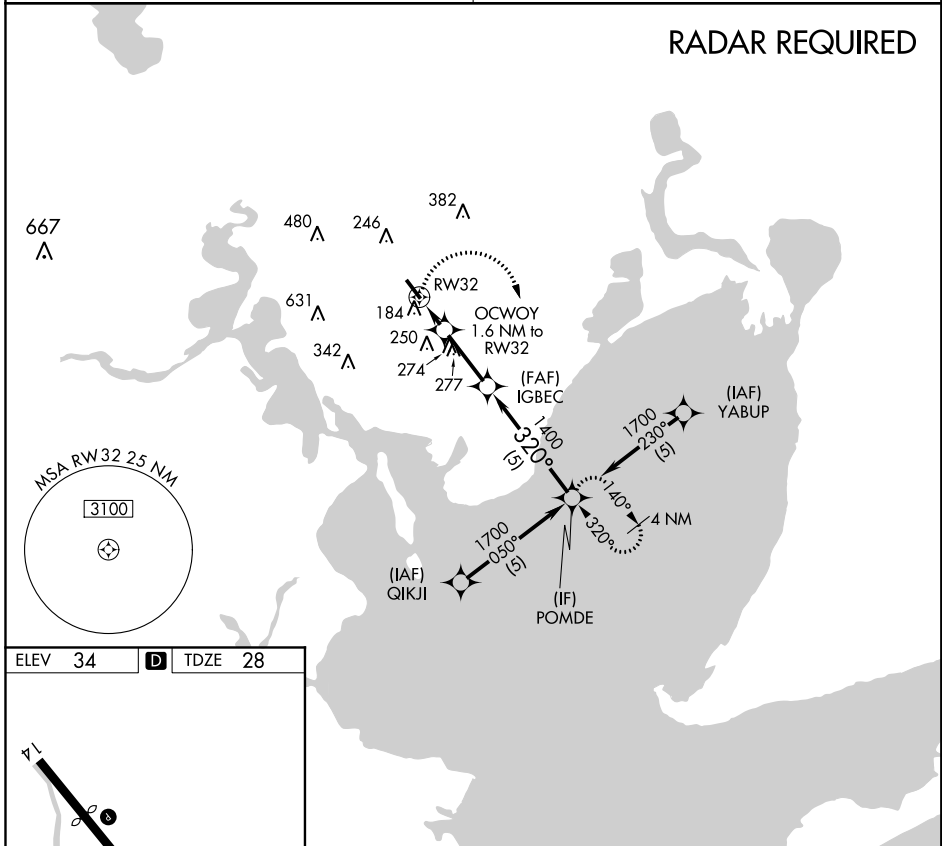 RADAR REQUIRED
667
480
246
382
RW32
631
184
OCWOY
1.6 NM to
RW32
250
342
274
277
(FAF)
IGBEC
(IAF)
YABUP
1400
320°
(5)
1700
230°
(5)
MSA RW32 25 NM
3100
140°
320°
4 NM
1700
050°
(5)
(IAF)
QIKJI
(IF)
POMDE
ELEV 34 D TDZE 28
14